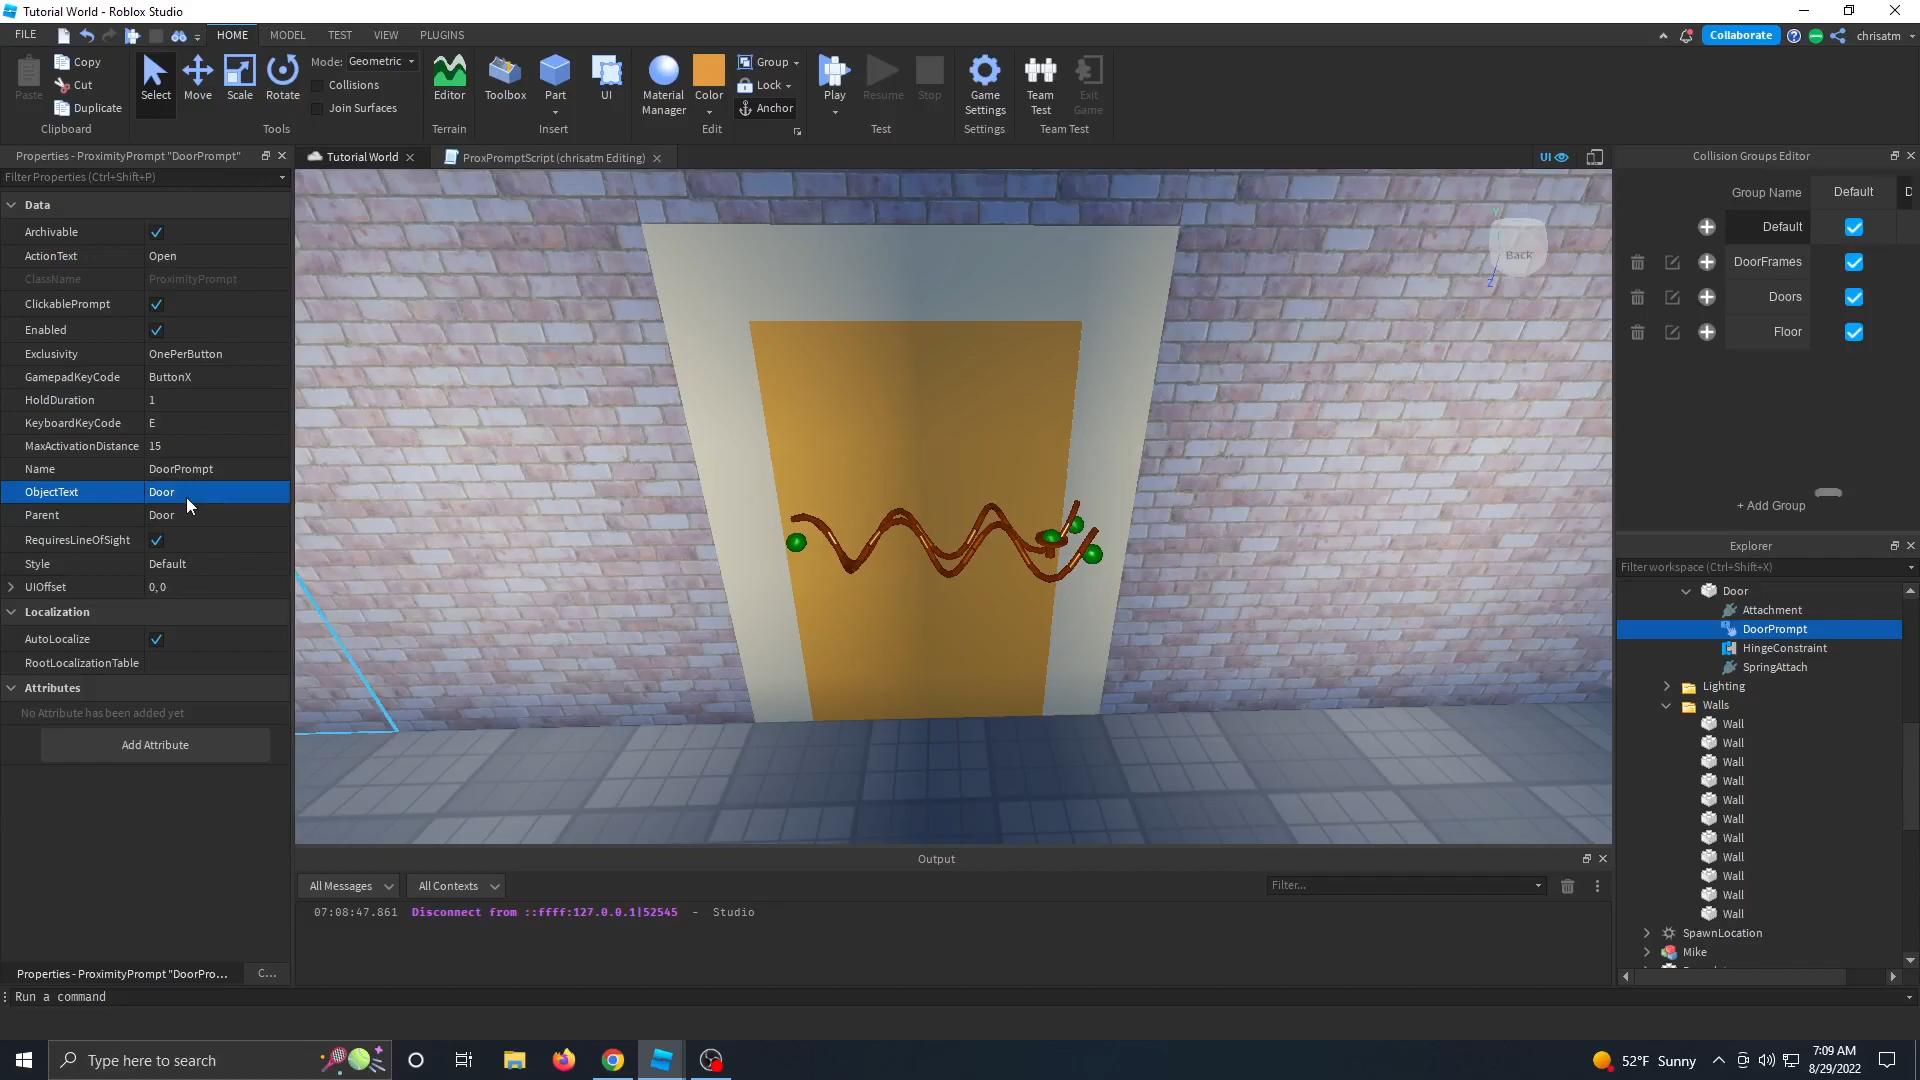 Tutorial World - Roblox Studio
FILE HOME MODEL TEST VIEW PLUGINS Collaborate chrisatm
Paste Copy Cut Duplicate Clipboard
Select Move Scale Rotate Mode: Geometric Collisions Join Surfaces Tools
Editor Terrain
Toolbox Part UI Insert
Material Manager Color Group Lock Anchor Edit
Play Resume Stop Test
Game Settings Settings
Team Test Exit Game Team Test
Properties - ProximityPrompt "DoorPrompt"
Filter Properties (Ctrl+Shift+P)
Data
Archivable
ActionText Open
ClassName ProximityPrompt
ClickablePrompt
Enabled
Exclusivity OnePerButton
GamepadKeyCode ButtonX
HoldDuration 1
KeyboardKeyCode E
MaxActivationDistance 15
Name DoorPrompt
ObjectText Door
Parent Door
RequiresLineOfSight
Style Default
UIOffset 0, 0
Localization
AutoLocalize
RootLocalizationTable
Attributes
No Attribute has been added yet
Add Attribute
Properties - ProximityPrompt "DoorPro... C...
Tutorial World ProxPromptScript (chrisatm Editing) UI
Y
Back
Z
Output
All Messages All Contexts Filter...
07:08:47.861 Disconnect from ::ffff:127.0.0.1|52545 - Studio
Collision Groups Editor
Group Name Default D
Default
DoorFrames
Doors
Floor
+ Add Group
Explorer
Filter workspace (Ctrl+Shift+X)
Door
Attachment
DoorPrompt
HingeConstraint
SpringAttach
Lighting
Walls
Wall
Wall
Wall
Wall
Wall
Wall
Wall
Wall
Wall
Wall
Wall
SpawnLocation
Mike
Run a command
Type here to search
52°F Sunny
7:09 AM
8/29/2022